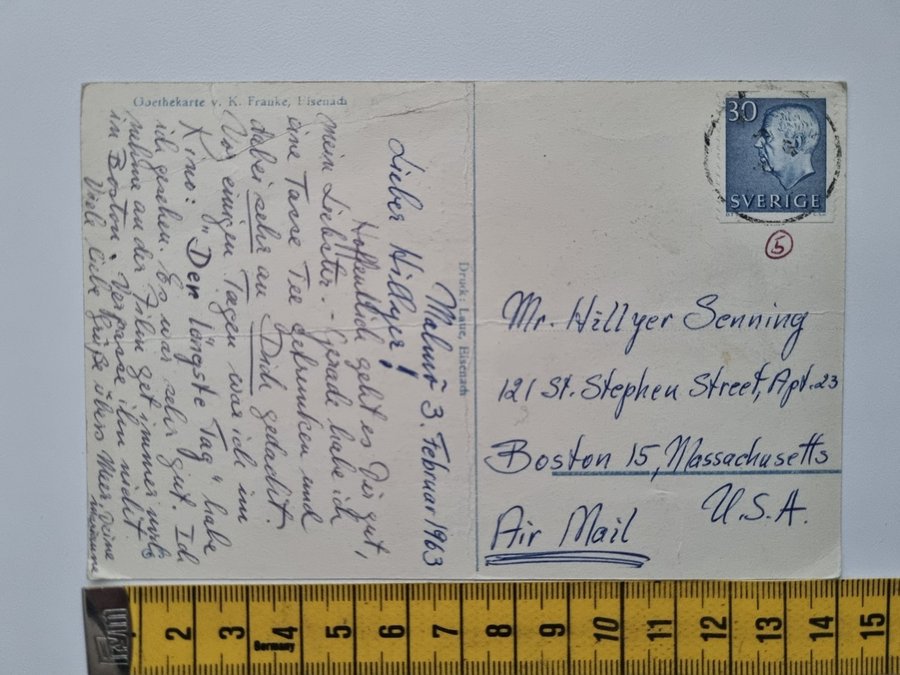 Goethekarte v. K. Franke, Eisenach
Malmö 3. Februar 1963
Lieber Hillyer!
Hoffentlich geht es Dir gut,
mein Liebster. - Gerade habe ich
eine Tasse Tee getrunken und
dabei sehr an Dich gedacht.
Vor einigen Tagen war ich im
Kino: "Der längste Tag" habe
ich gesehen. Es war sehr gut. Ich
nehme an der Film geht immer noch
in Boston. Verpasse ihn nicht
Viele liebe Grüße übers Meer. Deine
Druck: Laue, Eisenach
30
SVERIGE
5
Mr. Hillyer Senning
121 St. Stephen Street, Apt. 23
Boston 15, Massachusetts
U.S.A.
Air Mail
2 3 4 5 6 7 8 9 10 11 12 13 14 15
Germany